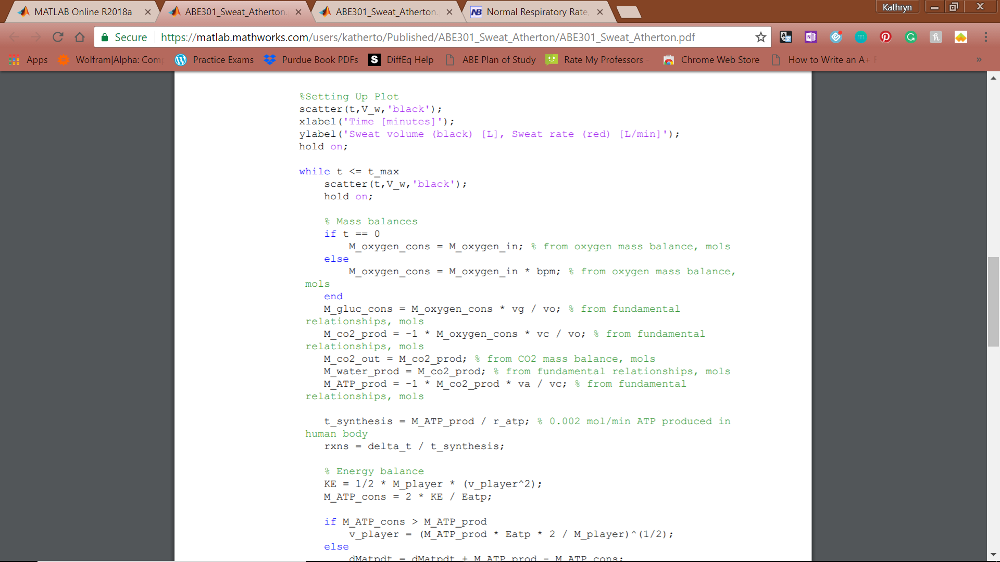 MATLAB Online R2018a
ABE301_Sweat_Atherton.
ABE301_Sweat_Atherton.
NB Normal Respiratory Rate,
Kathryn
Secure https://matlab.mathworks.com/users/katherto/Published/ABE301_Sweat_Atherton/ABE301_Sweat_Atherton.pdf
Apps Wolfram|Alpha: Com Practice Exams Purdue Book PDFs S DiffEq Help ABE Plan of Study Rate My Professors - Chrome Web Store How to Write an A+ »
%Setting Up Plot
scatter(t,V_w,'black');
xlabel('Time [minutes]');
ylabel('Sweat volume (black) [L], Sweat rate (red) [L/min]');
hold on;
while t <= t_max
scatter(t,V_w,'black');
hold on;
% Mass balances
if t == 0
M_oxygen_cons = M_oxygen_in; % from oxygen mass balance, mols
else
M_oxygen_cons = M_oxygen_in * bpm; % from oxygen mass balance,
mols
end
M_gluc_cons = M_oxygen_cons * vg / vo; % from fundamental
relationships, mols
M_co2_prod = -1 * M_oxygen_cons * vc / vo; % from fundamental
relationships, mols
M_co2_out = M_co2_prod; % from CO2 mass balance, mols
M_water_prod = M_co2_prod; % from fundamental relationships, mols
M_ATP_prod = -1 * M_co2_prod * va / vc; % from fundamental
relationships, mols
t_synthesis = M_ATP_prod / r_atp; % 0.002 mol/min ATP produced in
human body
rxns = delta_t / t_synthesis;
% Energy balance
KE = 1/2 * M_player * (v_player^2);
M_ATP_cons = 2 * KE / Eatp;
if M_ATP_cons > M_ATP_prod
v_player = (M_ATP_prod * Eatp * 2 / M_player)^(1/2);
else
dMatpdt = dMatpdt + M_ATP_prod - M_ATP_cons;